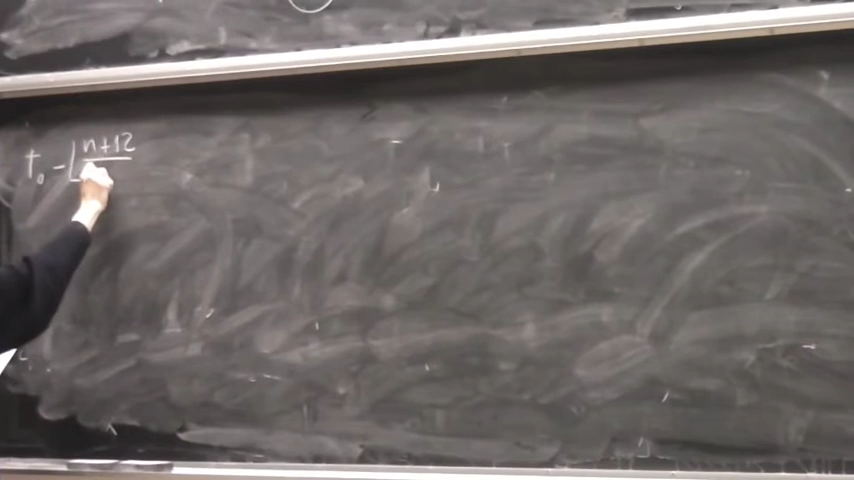 t₀ - ⌊ n+12